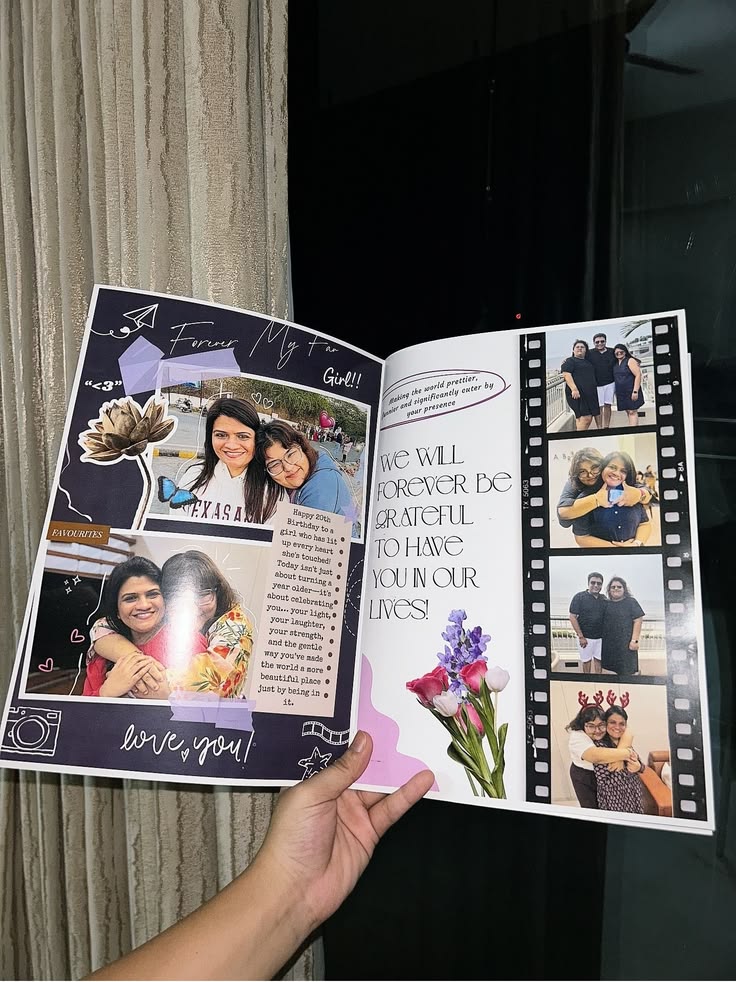 Forever My Fav
Girl!!
"<3"
TEXAS A
FAVOURITES
Happy 20th
Birthday to a
girl who has lit
up every heart
she's touched!
Today isn't just
about turning a
year older—it's
about celebrating
you...your light,
your laughter,
your strength,
and the gentle
way you've made
the world a more
beautiful place
just by being in
it.
love you!
Making the world prettier,
and significantly cuter by
your presence
WE WILL
FOREVER BE
GRATEFUL
TO HAVE
YOU IN OUR
LIVES!
TX 5063